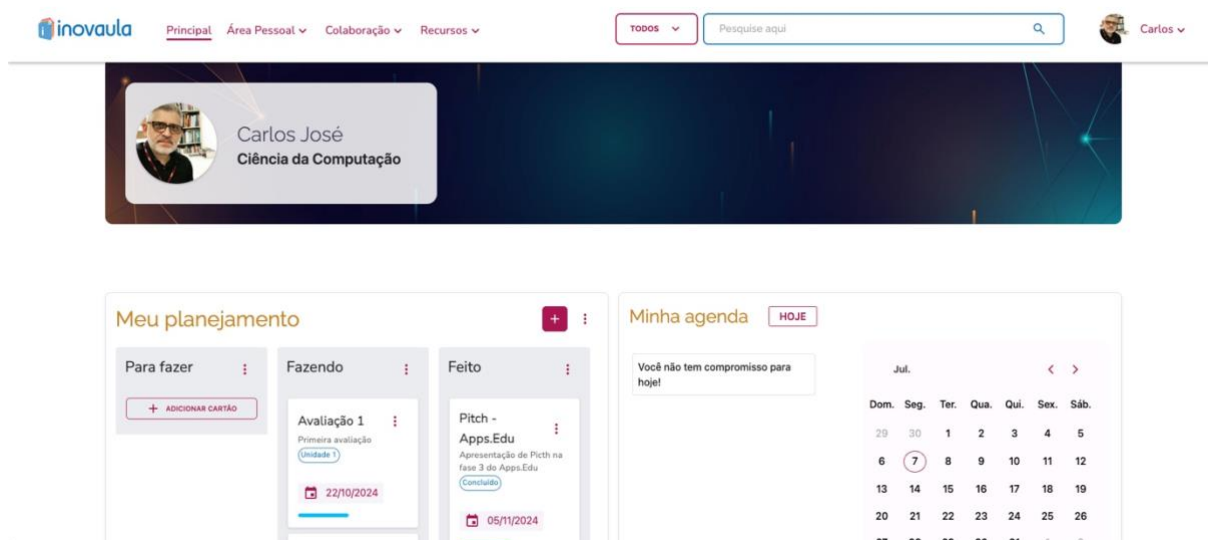 inovaula
Principal Área Pessoal Colaboração Recursos
TODOS
Pesquise aqui
Carlos
Carlos José
Ciência da Computação
Meu planejamento
+
Para fazer
+ ADICIONAR CARTÃO
Fazendo
Avaliação 1
Primeira avaliação
Unidade 1
22/10/2024
Feito
Pitch -
Apps.Edu
Apresentação de Picth na
fase 3 do Apps.Edu
Concluído
05/11/2024
Minha agenda
HOJE
Você não tem compromisso para
hoje!
Jul.
Dom. Seg. Ter. Qua. Qui. Sex. Sáb.
29 30 1 2 3 4 5
6 7 8 9 10 11 12
13 14 15 16 17 18 19
20 21 22 23 24 25 26